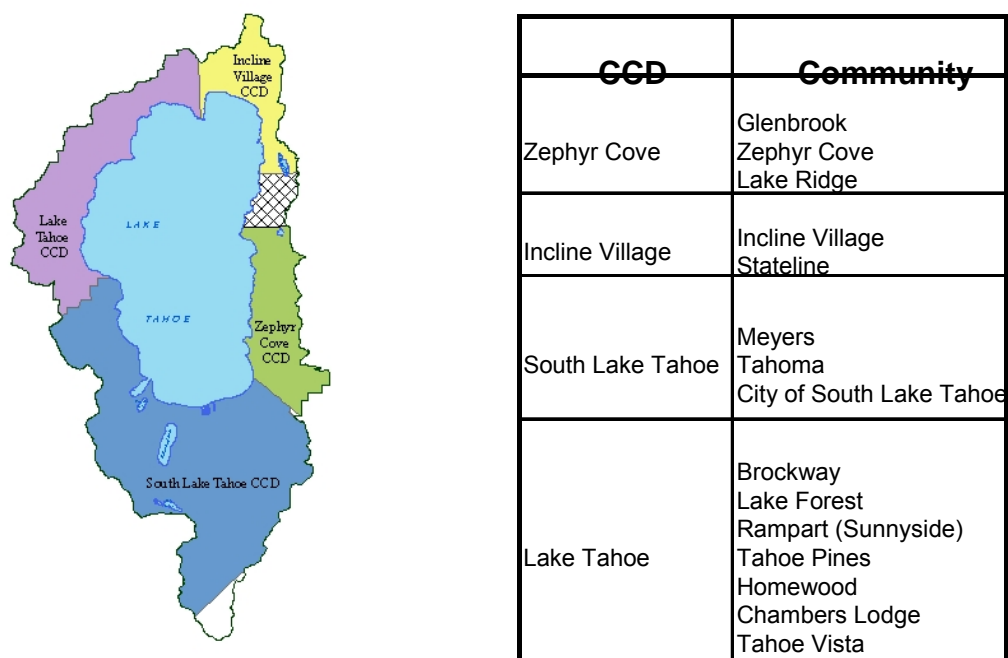 Incline
Village
CCD
Lake
Tahoe
CCD
LAKE
TAHOE
Zephyr
Cove
CCD
South Lake Tahoe CCD
CCD Community
Zephyr Cove
Glenbrook
Zephyr Cove
Lake Ridge
Incline Village
Incline Village
Stateline
South Lake Tahoe
Meyers
Tahoma
City of South Lake Tahoe
Lake Tahoe
Brockway
Lake Forest
Rampart (Sunnyside)
Tahoe Pines
Homewood
Chambers Lodge
Tahoe Vista